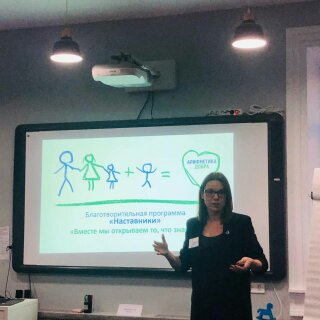 АРИФМЕТИКА
ДОБРА
+ =
Благотворительная программа
«Наставники»
«Вместе мы открываем то, что